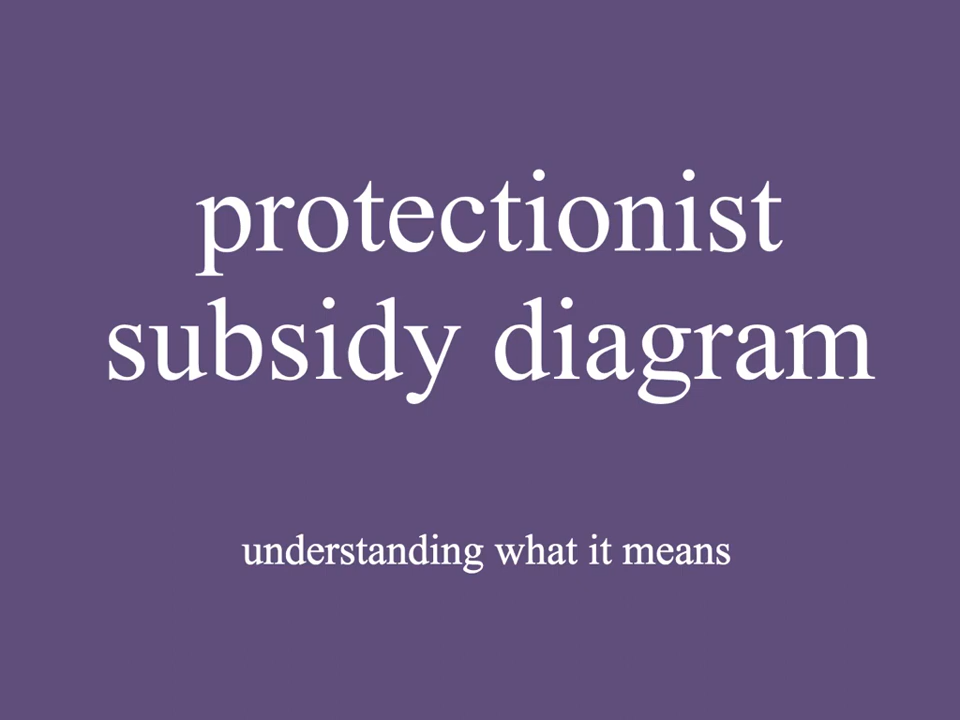 protectionist
subsidy diagram
understanding what it means